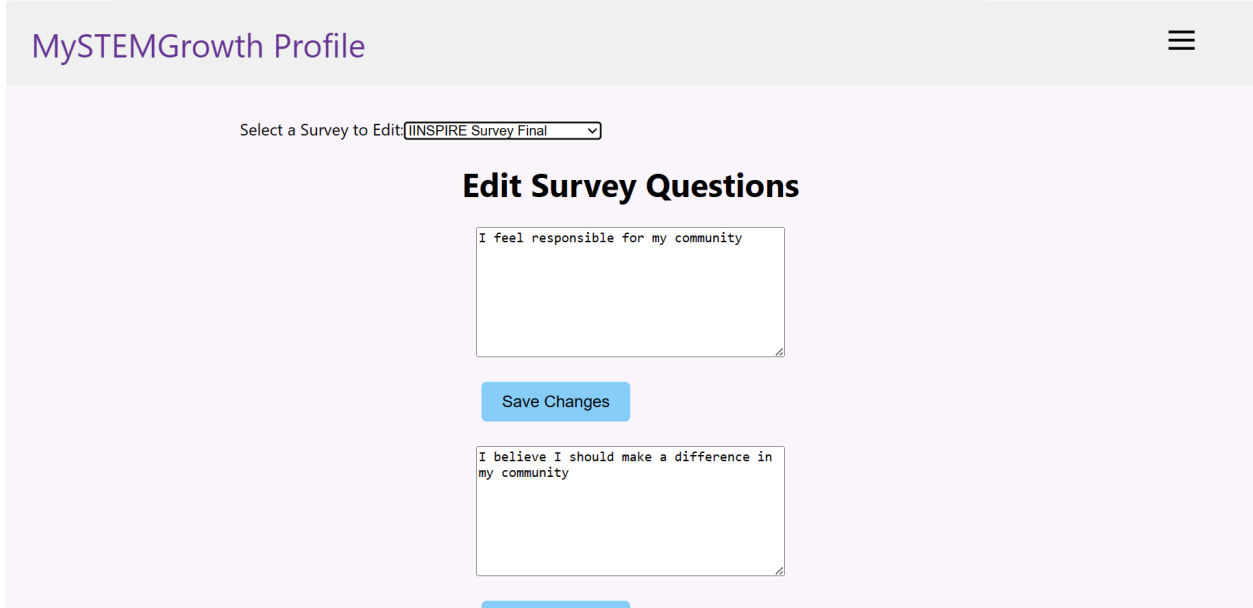 MySTEMGrowth Profile
Select a Survey to Edit: IINSPIRE Survey Final
Edit Survey Questions
I feel responsible for my community
Save Changes
I believe I should make a difference in
my community